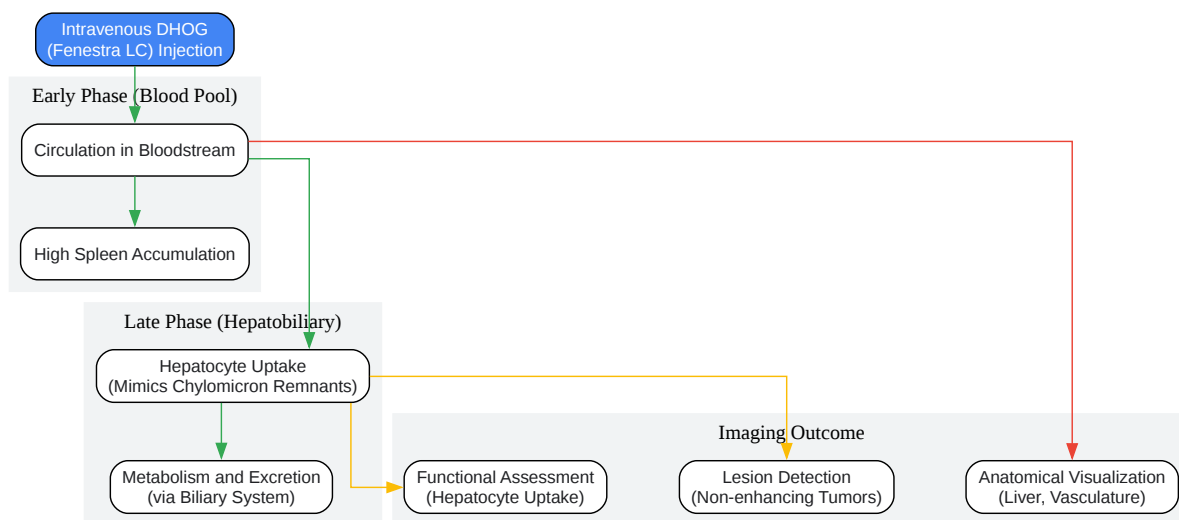 Intravenous DHOG
(Fenestra LC) Injection
Early Phase (Blood Pool)
Circulation in Bloodstream
High Spleen Accumulation
Late Phase (Hepatobiliary)
Hepatocyte Uptake
(Mimics Chylomicron Remnants)
Metabolism and Excretion
(via Biliary System)
Imaging Outcome
Functional Assessment
(Hepatocyte Uptake)
Lesion Detection
(Non-enhancing Tumors)
Anatomical Visualization
(Liver, Vasculature)